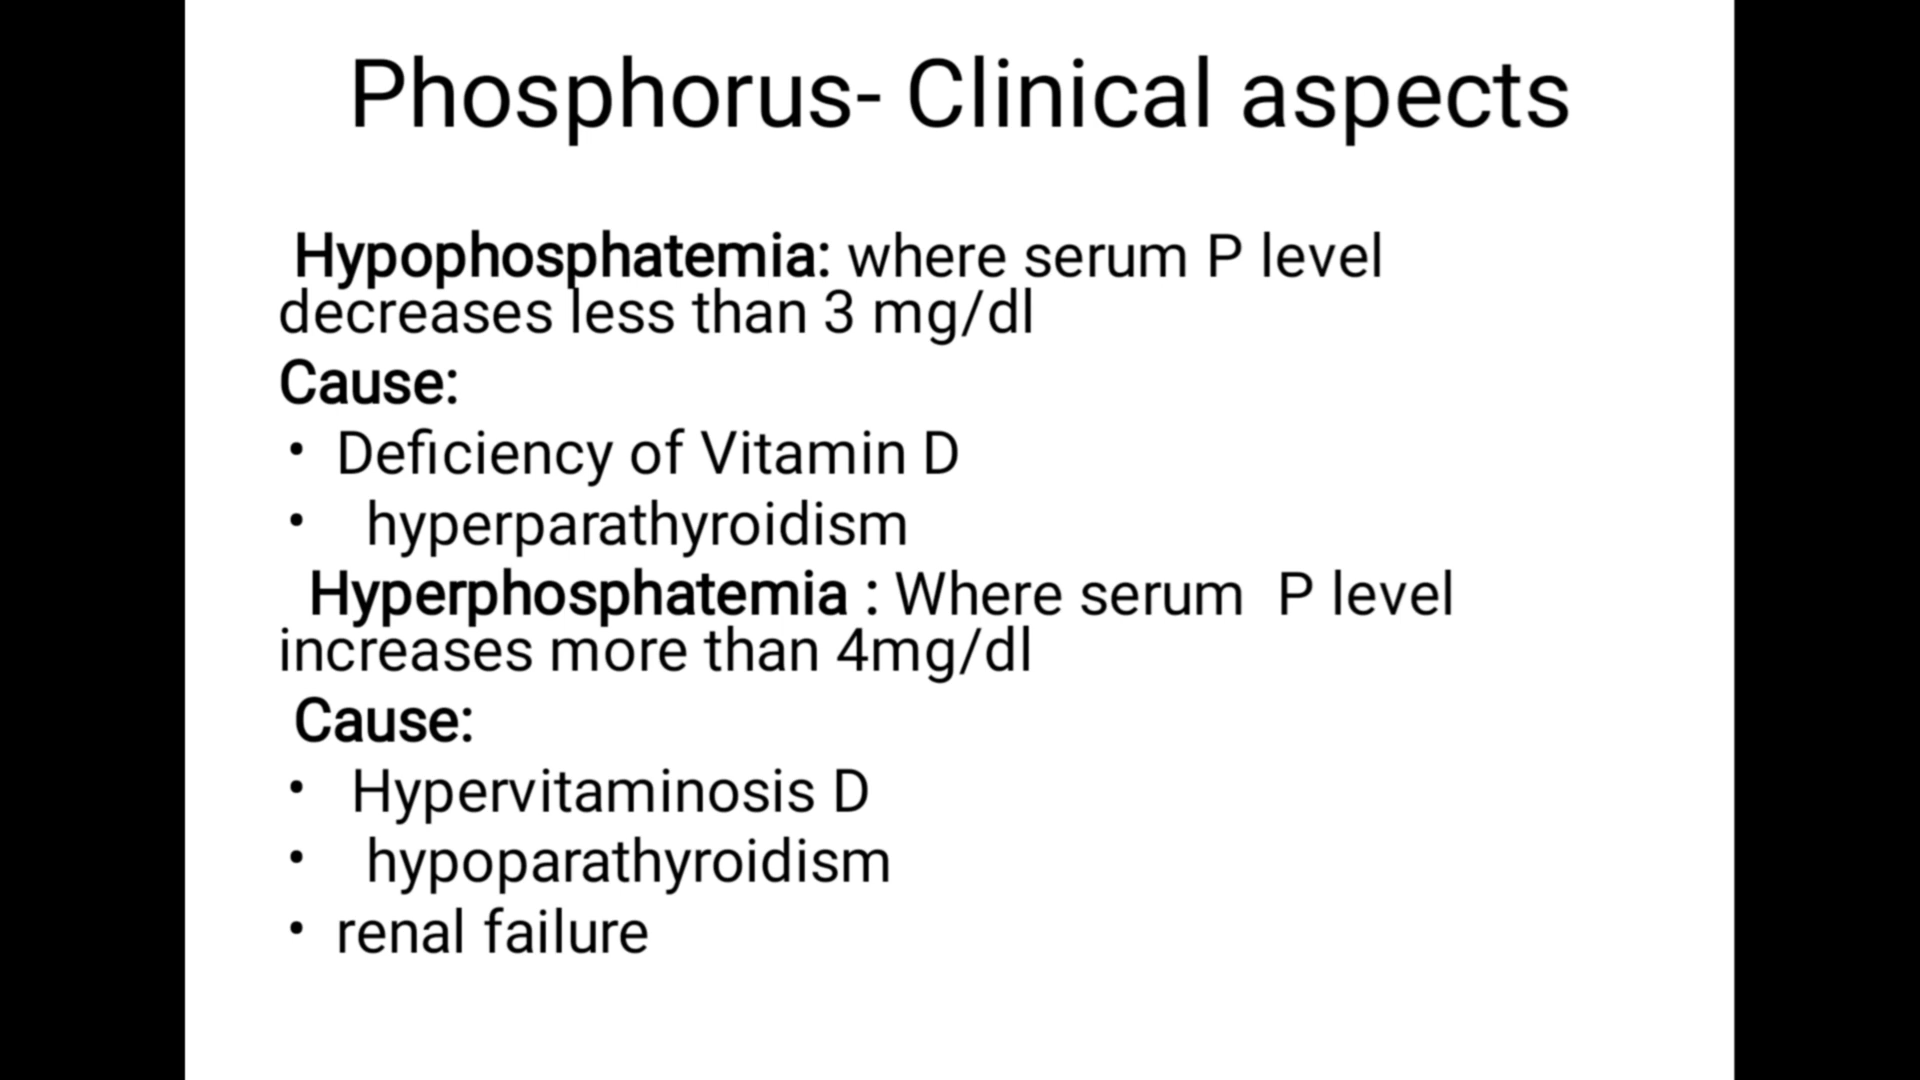 Phosphorus- Clinical aspects
Hypophosphatemia: where serum P level
decreases less than 3 mg/dl
Cause:
• Deficiency of Vitamin D
• hyperparathyroidism
Hyperphosphatemia : Where serum P level
increases more than 4mg/dl
Cause:
• Hypervitaminosis D
• hypoparathyroidism
• renal failure